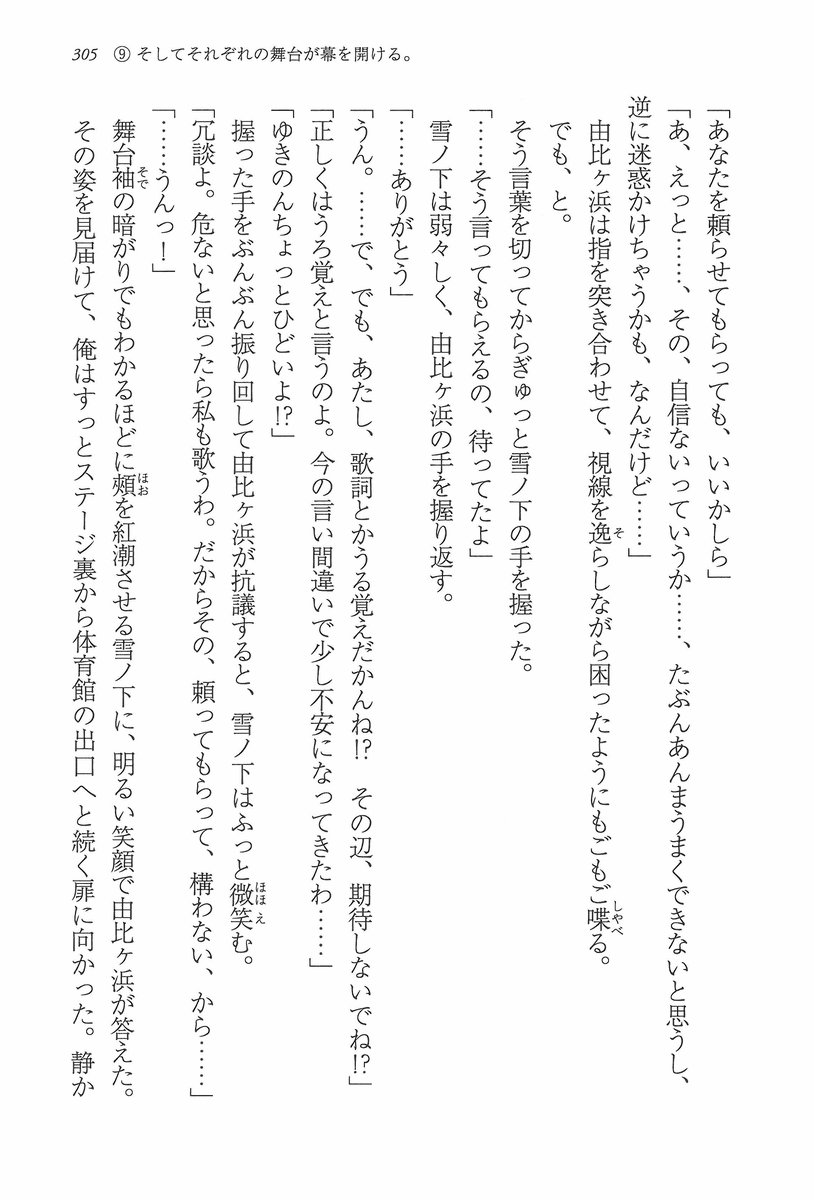 305 ⑨ そしてそれぞれの舞台が幕を開ける。
「あなたを頼らせてもらっても、いいかしら」
「あ、えっと……、その、自信ないっていうか……、たぶんあんまうまくできないと思うし、
逆に迷惑かけちゃうかも、なんだけど……」
由比ヶ浜は指を突き合わせて、視線を逸らしながら困ったようにもごもご喋る。
でも、と。
そう言葉を切ってからぎゅっと雪ノ下の手を握った。
「……そう言ってもらえるの、待ってたよ」
雪ノ下は弱々しく、由比ヶ浜の手を握り返す。
「……ありがとう」
「うん。……で、でも、あたし、歌詞とかうる覚えだかんね!?　その辺、期待しないでね!?」
「正しくはうろ覚えと言うのよ。今の言い間違いで少し不安になってきたわ……」
「ゆきのんちょっとひどいよ!?」
握った手をぶんぶん振り回して由比ヶ浜が抗議すると、雪ノ下はふっと微笑む。
「冗談よ。危ないと思ったら私も歌うわ。だからその、頼ってもらって、構わない、から……」
「……うんっ！」
舞台袖の暗がりでもわかるほどに頰を紅潮させる雪ノ下に、明るい笑顔で由比ヶ浜が答えた。
その姿を見届けて、俺はすっとステージ裏から体育館の出口へと続く扉に向かった。静か